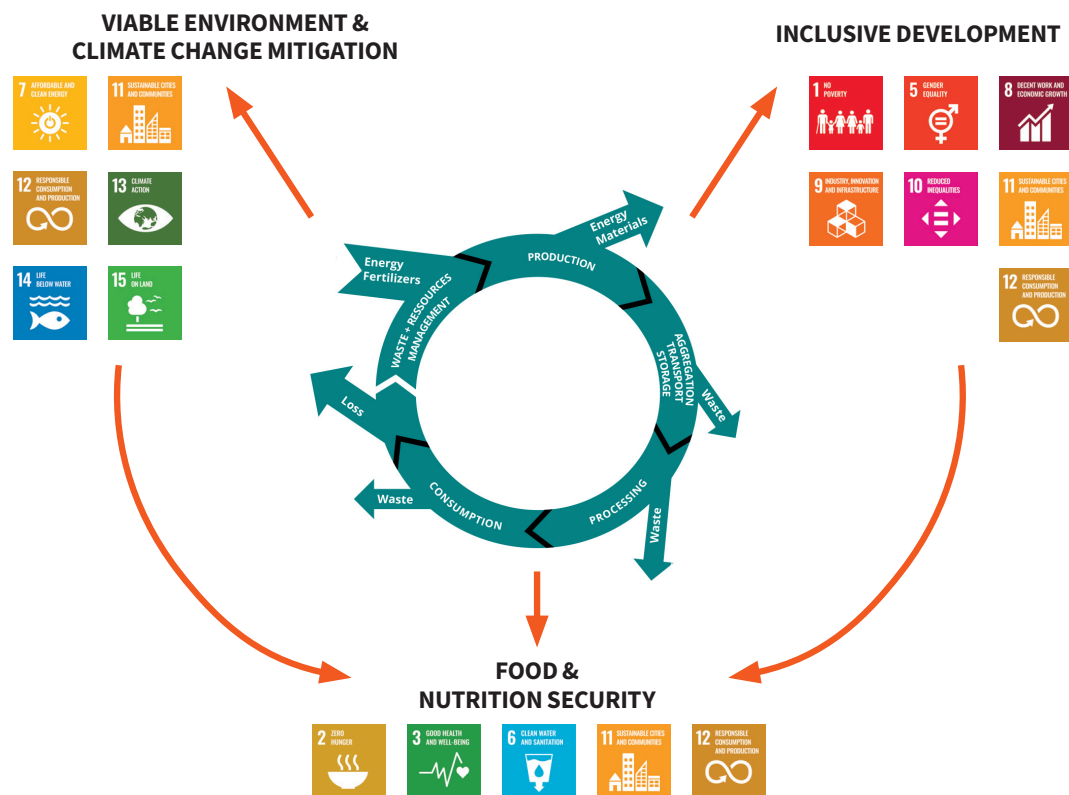 VIABLE ENVIRONMENT &
CLIMATE CHANGE MITIGATION
7 AFFORDABLE AND
CLEAN ENERGY
11 SUSTAINABLE CITIES
AND COMMUNITIES
12 RESPONSIBLE
CONSUMPTION
AND PRODUCTION
13 CLIMATE
ACTION
14 LIFE
BELOW WATER
15 LIFE
ON LAND
INCLUSIVE DEVELOPMENT
1 NO
POVERTY
5 GENDER
EQUALITY
8 DECENT WORK AND
ECONOMIC GROWTH
9 INDUSTRY, INNOVATION
AND INFRASTRUCTURE
10 REDUCED
INEQUALITIES
11 SUSTAINABLE CITIES
AND COMMUNITIES
12 RESPONSIBLE
CONSUMPTION
AND PRODUCTION
Energy
Fertilizers
PRODUCTION
Energy
Materials
AGGREGATION
TRANSPORT
STORAGE
Waste
PROCESSING
Waste
CONSUMPTION
Waste
Loss
WASTE + RESSOURCES
MANAGEMENT
FOOD &
NUTRITION SECURITY
2 ZERO
HUNGER
3 GOOD HEALTH
AND WELL-BEING
6 CLEAN WATER
AND SANITATION
11 SUSTAINABLE CITIES
AND COMMUNITIES
12 RESPONSIBLE
CONSUMPTION
AND PRODUCTION